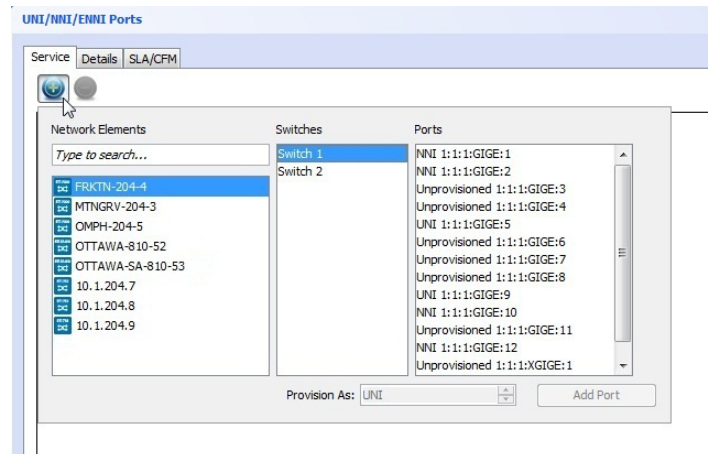 UNI/NNI/ENNI Ports
Service Details SLA/CFM
Network Elements Switches Ports
Type to search...
FRKTN-204-4
MTNGRV-204-3
OMPH-204-5
OTTAWA-810-52
OTTAWA-SA-810-53
10.1.204.7
10.1.204.8
10.1.204.9
Switch 1
Switch 2
NNI 1:1:1:GIGE:1
NNI 1:1:1:GIGE:2
Unprovisioned 1:1:1:GIGE:3
Unprovisioned 1:1:1:GIGE:4
UNI 1:1:1:GIGE:5
Unprovisioned 1:1:1:GIGE:6
Unprovisioned 1:1:1:GIGE:7
Unprovisioned 1:1:1:GIGE:8
UNI 1:1:1:GIGE:9
NNI 1:1:1:GIGE:10
Unprovisioned 1:1:1:GIGE:11
NNI 1:1:1:GIGE:12
Unprovisioned 1:1:1:XGIGE:1
Provision As: UNI Add Port